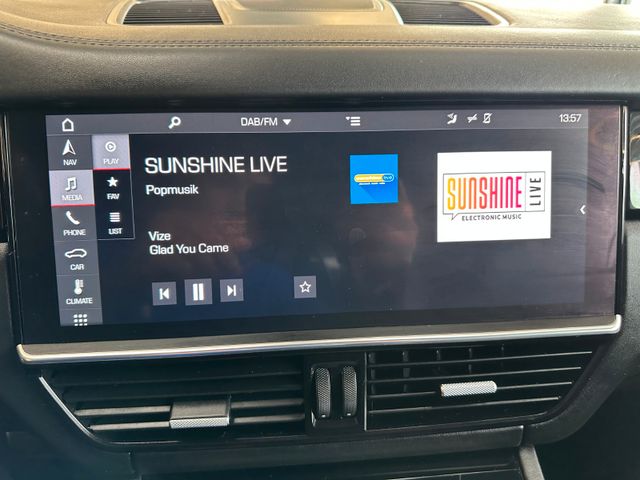 DAB/FM
13:57
NAV
PLAY
MEDIA
FAV
PHONE
LIST
CAR
CLIMATE
SUNSHINE LIVE
Popmusik
Vize
Glad You Came
SUNSHINE LIVE
ELECTRONIC MUSIC